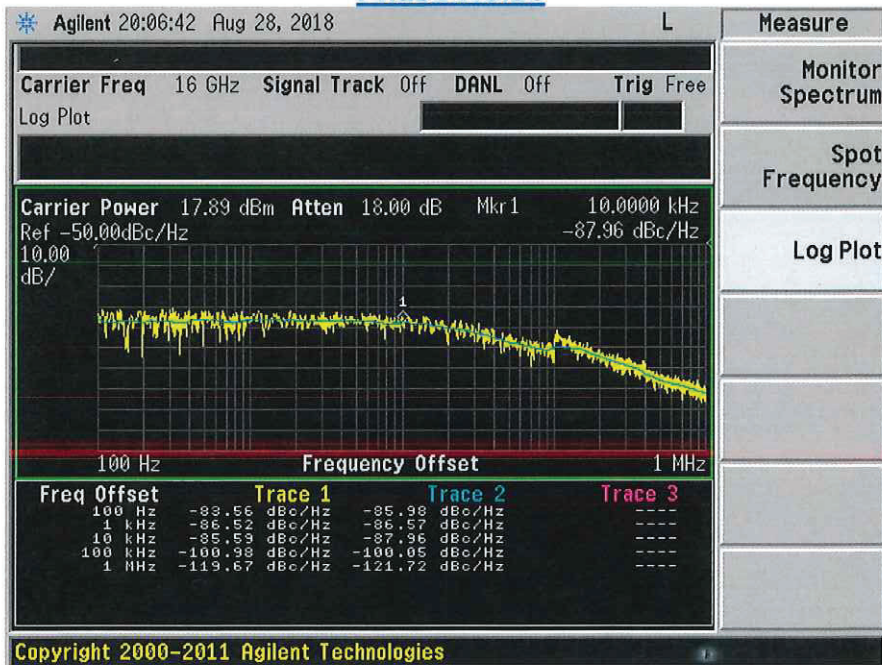 Agilent 20:06:42 Aug 28, 2018 L
Measure
Carrier Freq 16 GHz Signal Track Off DANL Off Trig Free
Log Plot
Carrier Power 17.89 dBm Atten 18.00 dB Mkr1 10.0000 kHz
Ref -50.00dBc/Hz -87.96 dBc/Hz
10.00
dB/
1
100 Hz Frequency Offset 1 MHz
Freq Offset Trace 1 Trace 2 Trace 3
100 Hz -83.56 dBc/Hz -85.98 dBc/Hz ----
1 kHz -86.52 dBc/Hz -86.57 dBc/Hz ----
10 kHz -85.59 dBc/Hz -87.96 dBc/Hz ----
100 kHz -100.98 dBc/Hz -100.05 dBc/Hz ----
1 MHz -119.67 dBc/Hz -121.72 dBc/Hz ----
Copyright 2000-2011 Agilent Technologies
Monitor
Spectrum
Spot
Frequency
Log Plot